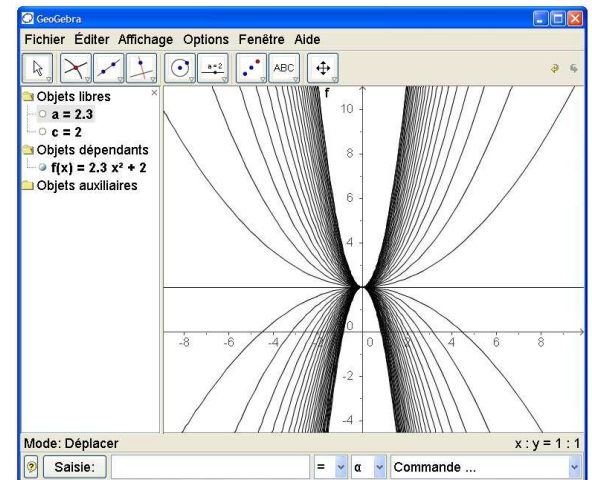 GeoGebra
Fichier Éditer Affichage Options Fenêtre Aide
a=2
ABC
Objets libres
a = 2.3
c = 2
Objets dépendants
f(x) = 2.3 x² + 2
Objets auxiliaires
f
10
8
6
4
0
-8 -6 -4 -2 0 2 4 6 8
-2
-4
Mode: Déplacer x : y = 1 : 1
? Saisie: = α Commande ...